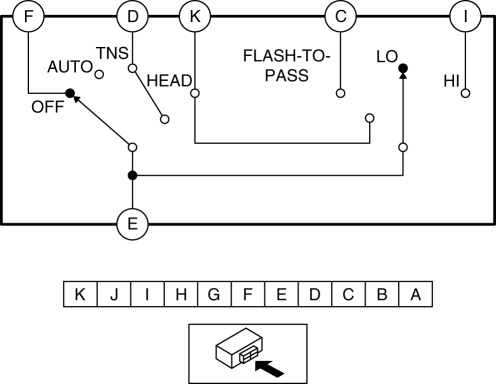 F D K C I
TNS
FLASH-TO-
PASS
LO
AUTO
HEAD
HI
OFF
E
K J I H G F E D C B A